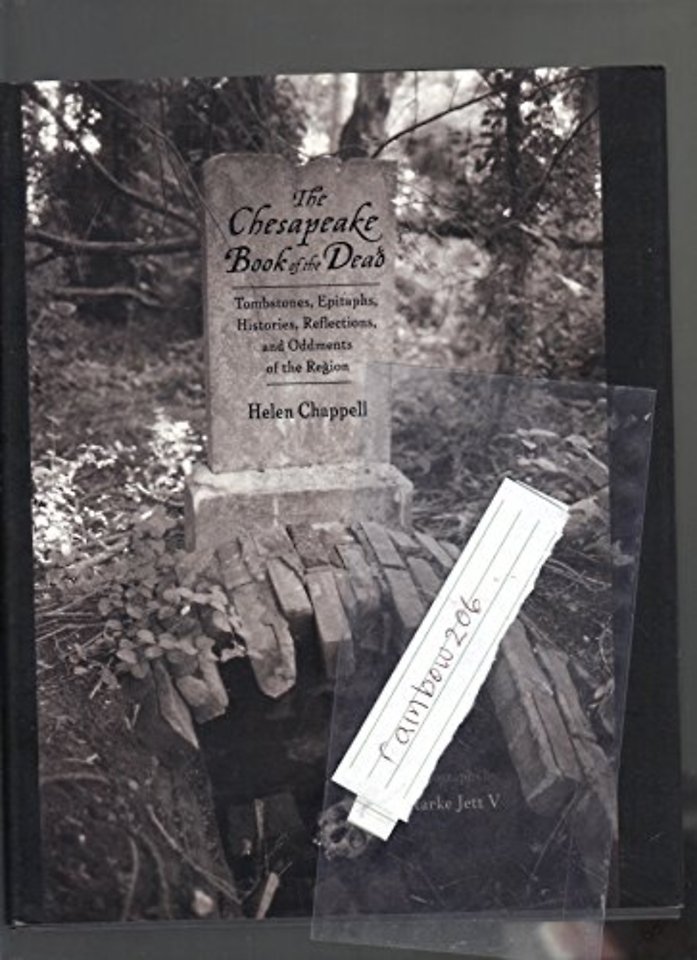 The
Chesapeake
Book of the Dead
Tombstones, Epitaphs,
Histories, Reflections,
and Oddments
of the Region
Helen Chappell
rainbow206
Jett V